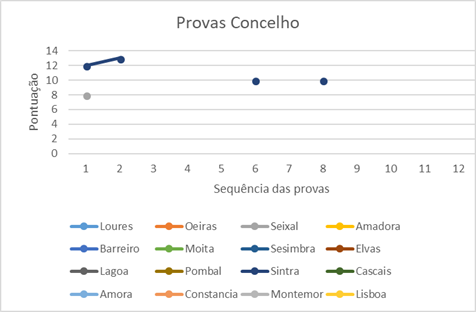 Provas Concelho
Pontuação
14
12
10
8
6
4
2
0
1 2 3 4 5 6 7 8 9 10 11 12
Sequência das provas
Loures Oeiras Seixal Amadora
Barreiro Moita Sesimbra Elvas
Lagoa Pombal Sintra Cascais
Amora Constancia Montemor Lisboa